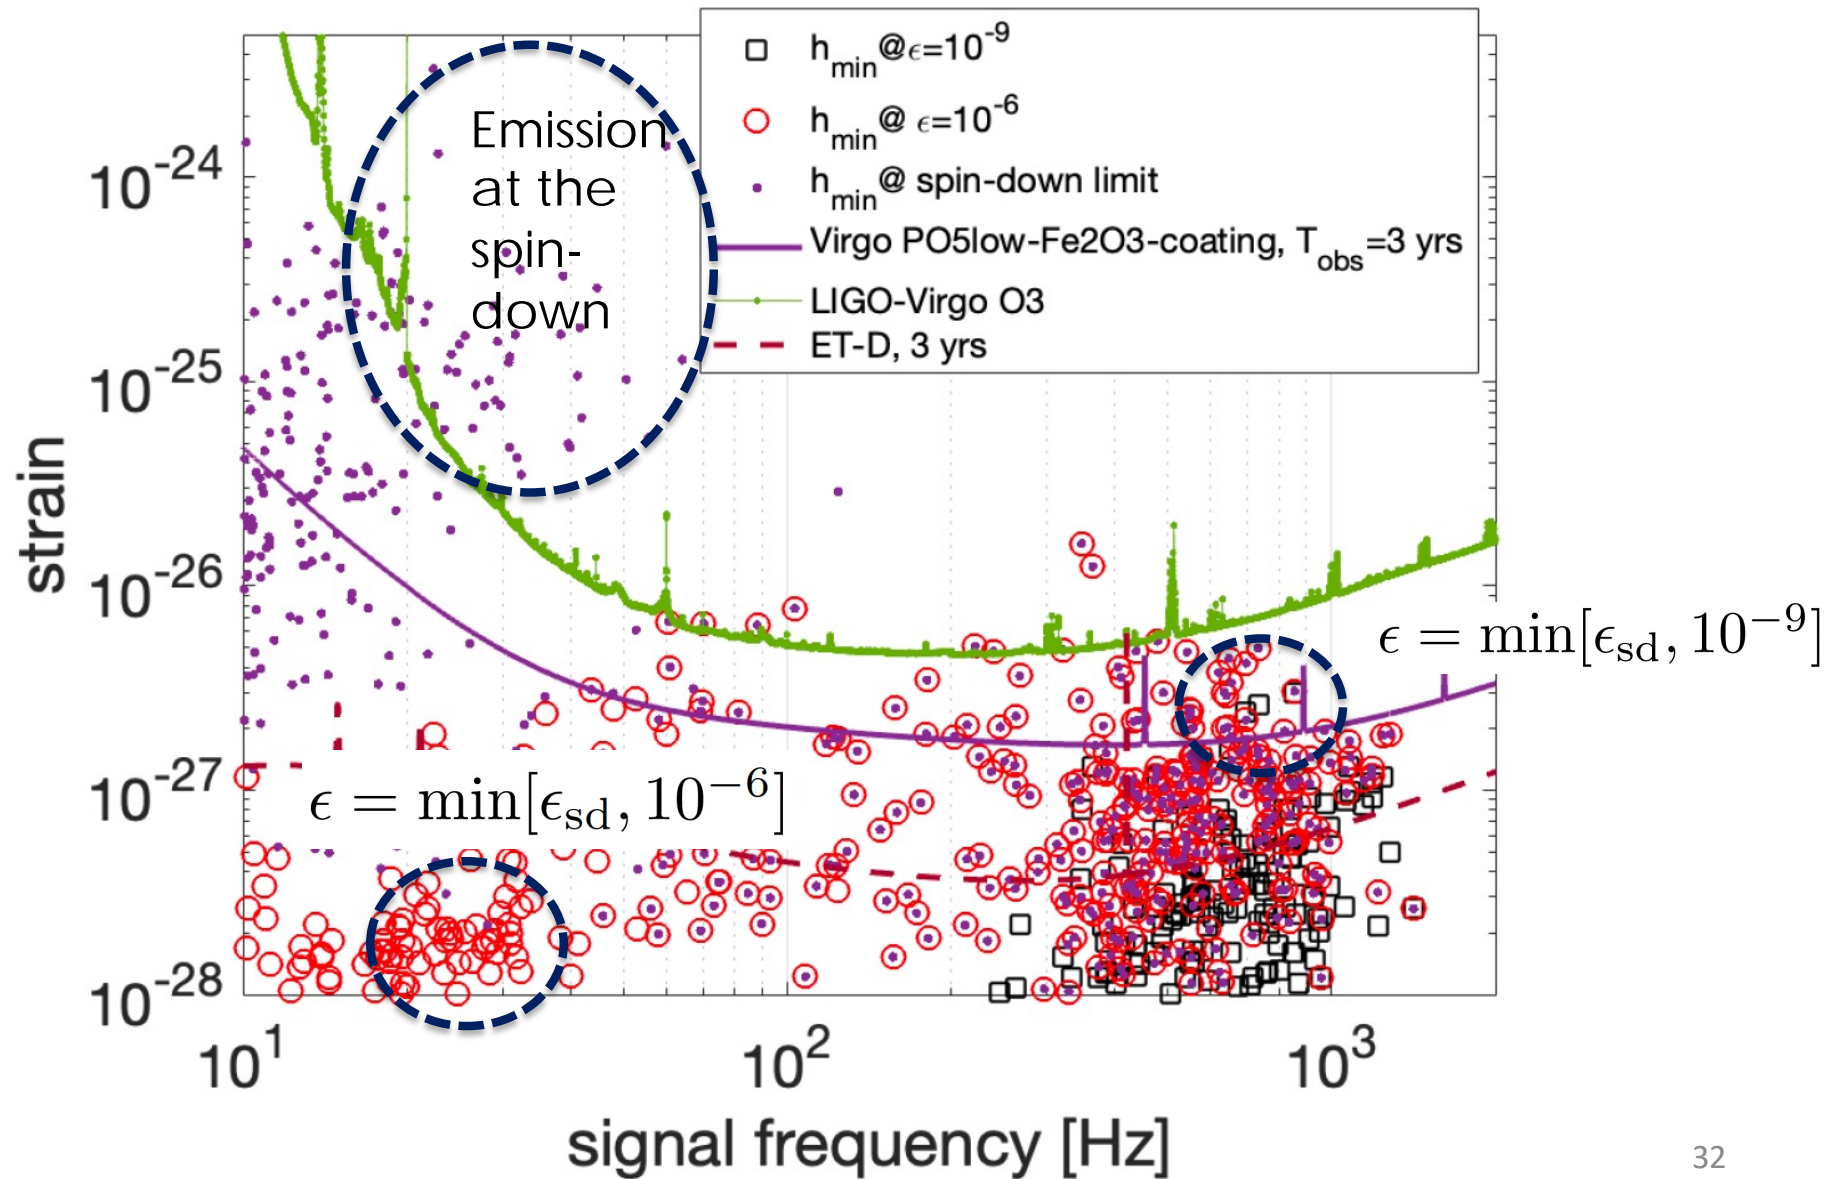 h_min@ϵ=10^-9
h_min@ ϵ=10^-6
h_min@ spin-down limit
Virgo PO5low-Fe2O3-coating, T_obs=3 yrs
LIGO-Virgo O3
ET-D, 3 yrs
Emission
at the
spin-
down
10^-24
10^-25
10^-26
10^-27
10^-28
strain
ϵ = min[ϵ_sd, 10^−9]
ϵ = min[ϵ_sd, 10^−6]
10^1 10^2 10^3
signal frequency [Hz]
32